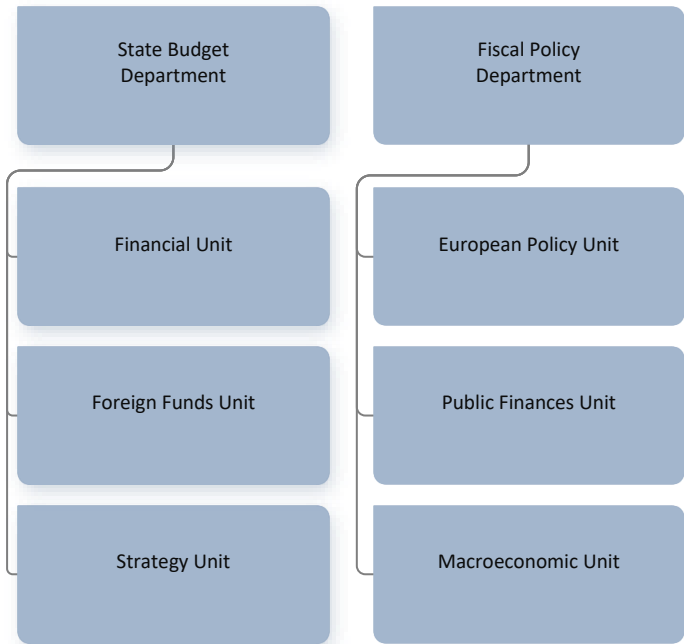 State Budget
Department
Financial Unit
Foreign Funds Unit
Strategy Unit
Fiscal Policy
Department
European Policy Unit
Public Finances Unit
Macroeconomic Unit